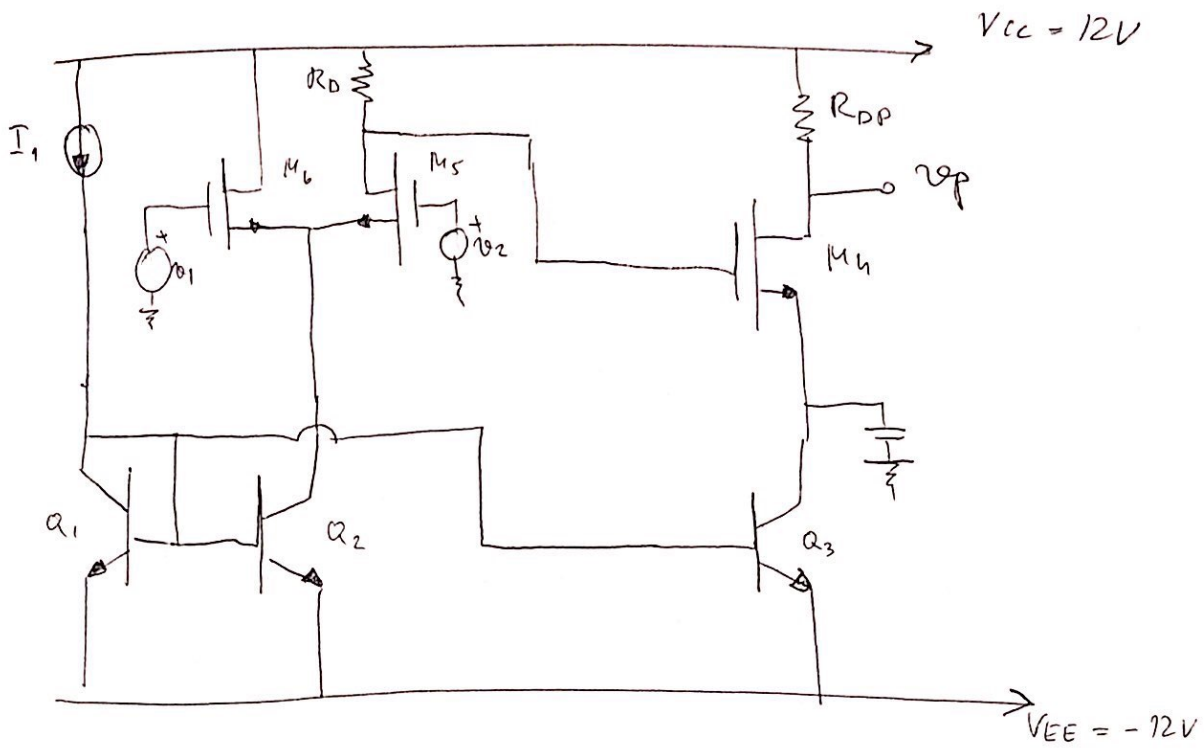 Vcc = 12V
RD
RDP
I1
M6
M5
vp
+
v1
+
v2
M4
Q1
Q2
Q3
VEE = -12V